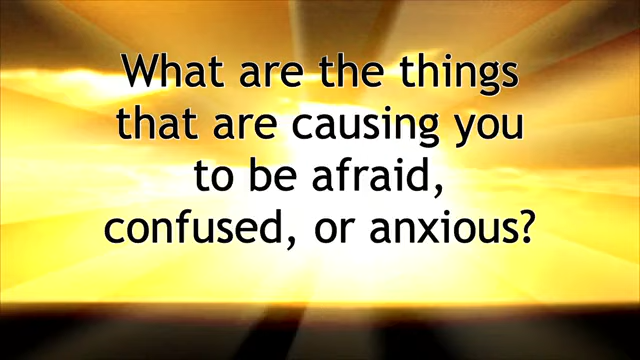 What are the things
that are causing you
to be afraid,
confused, or anxious?